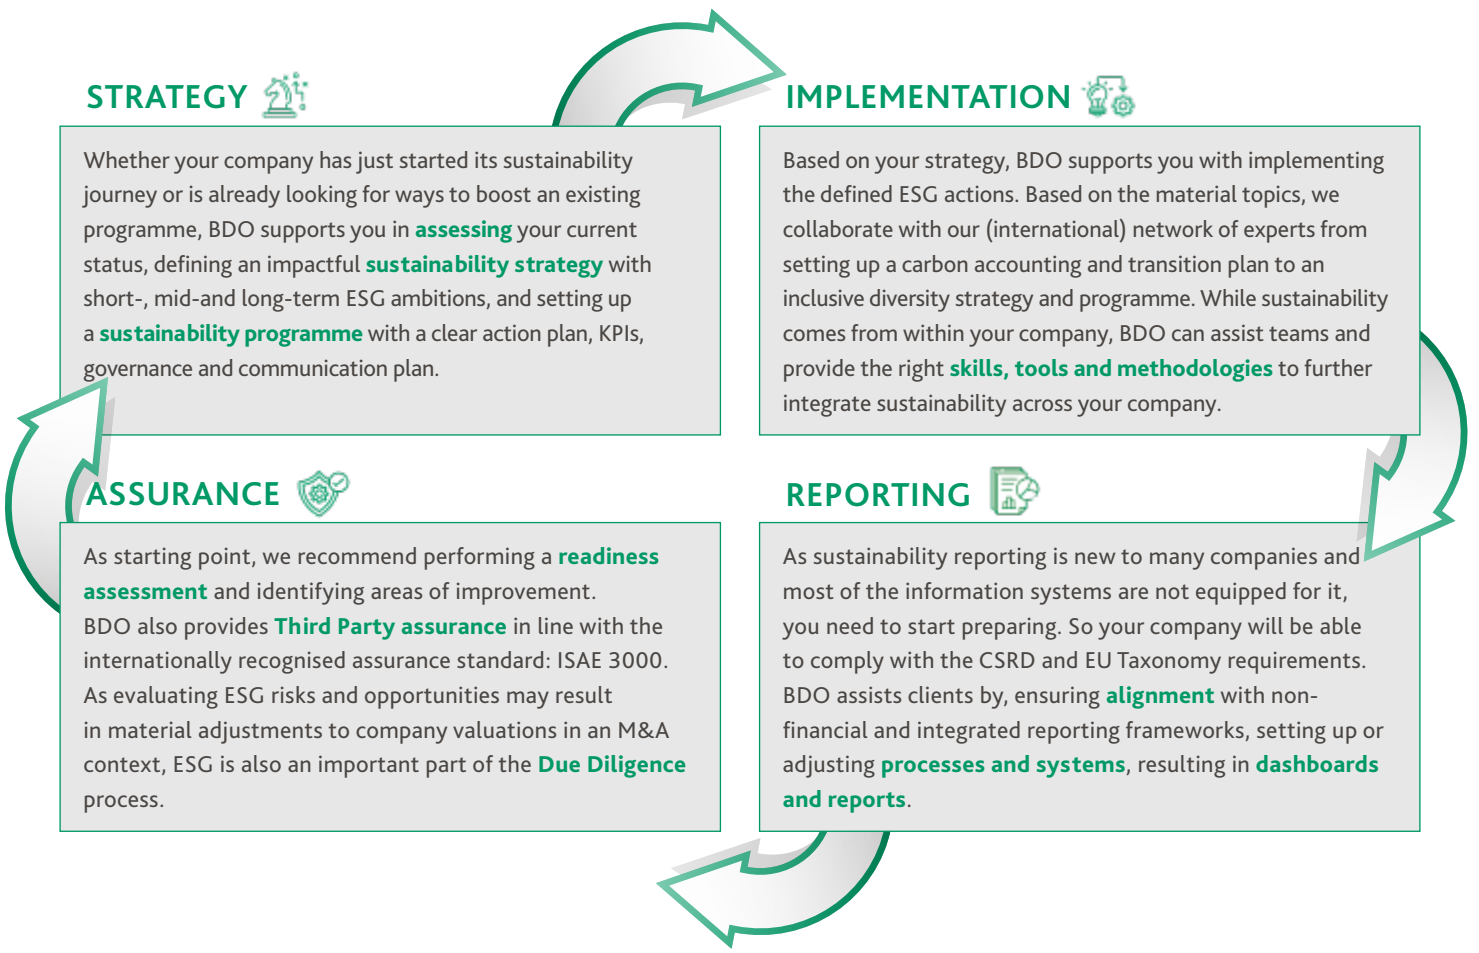 STRATEGY
Whether your company has just started its sustainability
journey or is already looking for ways to boost an existing
programme, BDO supports you in assessing your current
status, defining an impactful sustainability strategy with
short-, mid-and long-term ESG ambitions, and setting up
a sustainability programme with a clear action plan, KPIs,
governance and communication plan.
IMPLEMENTATION
Based on your strategy, BDO supports you with implementing
the defined ESG actions. Based on the material topics, we
collaborate with our (international) network of experts from
setting up a carbon accounting and transition plan to an
inclusive diversity strategy and programme. While sustainability
comes from within your company, BDO can assist teams and
provide the right skills, tools and methodologies to further
integrate sustainability across your company.
ASSURANCE
As starting point, we recommend performing a readiness
assessment and identifying areas of improvement.
BDO also provides Third Party assurance in line with the
internationally recognised assurance standard: ISAE 3000.
As evaluating ESG risks and opportunities may result
in material adjustments to company valuations in an M&A
context, ESG is also an important part of the Due Diligence
process.
REPORTING
As sustainability reporting is new to many companies and
most of the information systems are not equipped for it,
you need to start preparing. So your company will be able
to comply with the CSRD and EU Taxonomy requirements.
BDO assists clients by, ensuring alignment with non-
financial and integrated reporting frameworks, setting up or
adjusting processes and systems, resulting in dashboards
and reports.